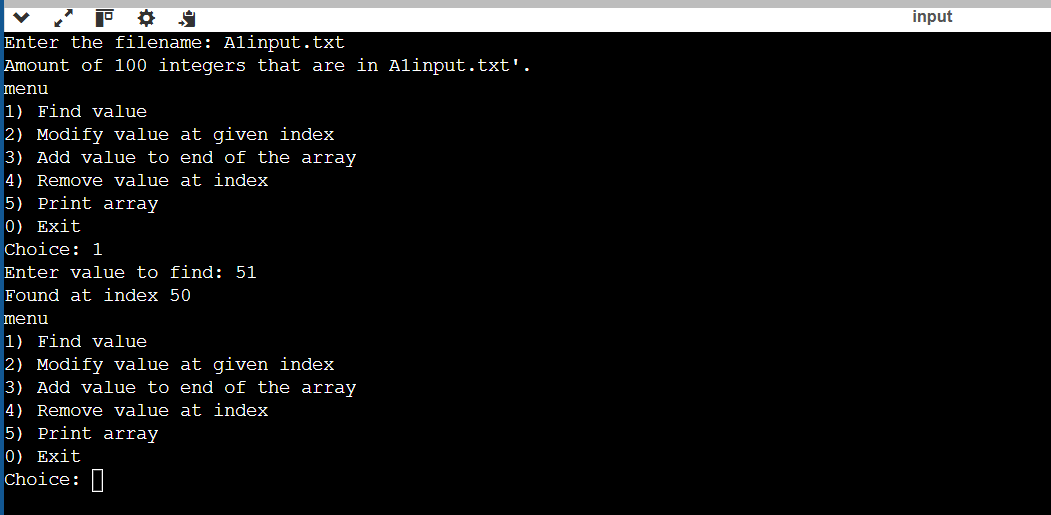 input
Enter the filename: A1input.txt
Amount of 100 integers that are in A1input.txt'.
menu
1) Find value
2) Modify value at given index
3) Add value to end of the array
4) Remove value at index
5) Print array
0) Exit
Choice: 1
Enter value to find: 51
Found at index 50
menu
1) Find value
2) Modify value at given index
3) Add value to end of the array
4) Remove value at index
5) Print array
0) Exit
Choice: